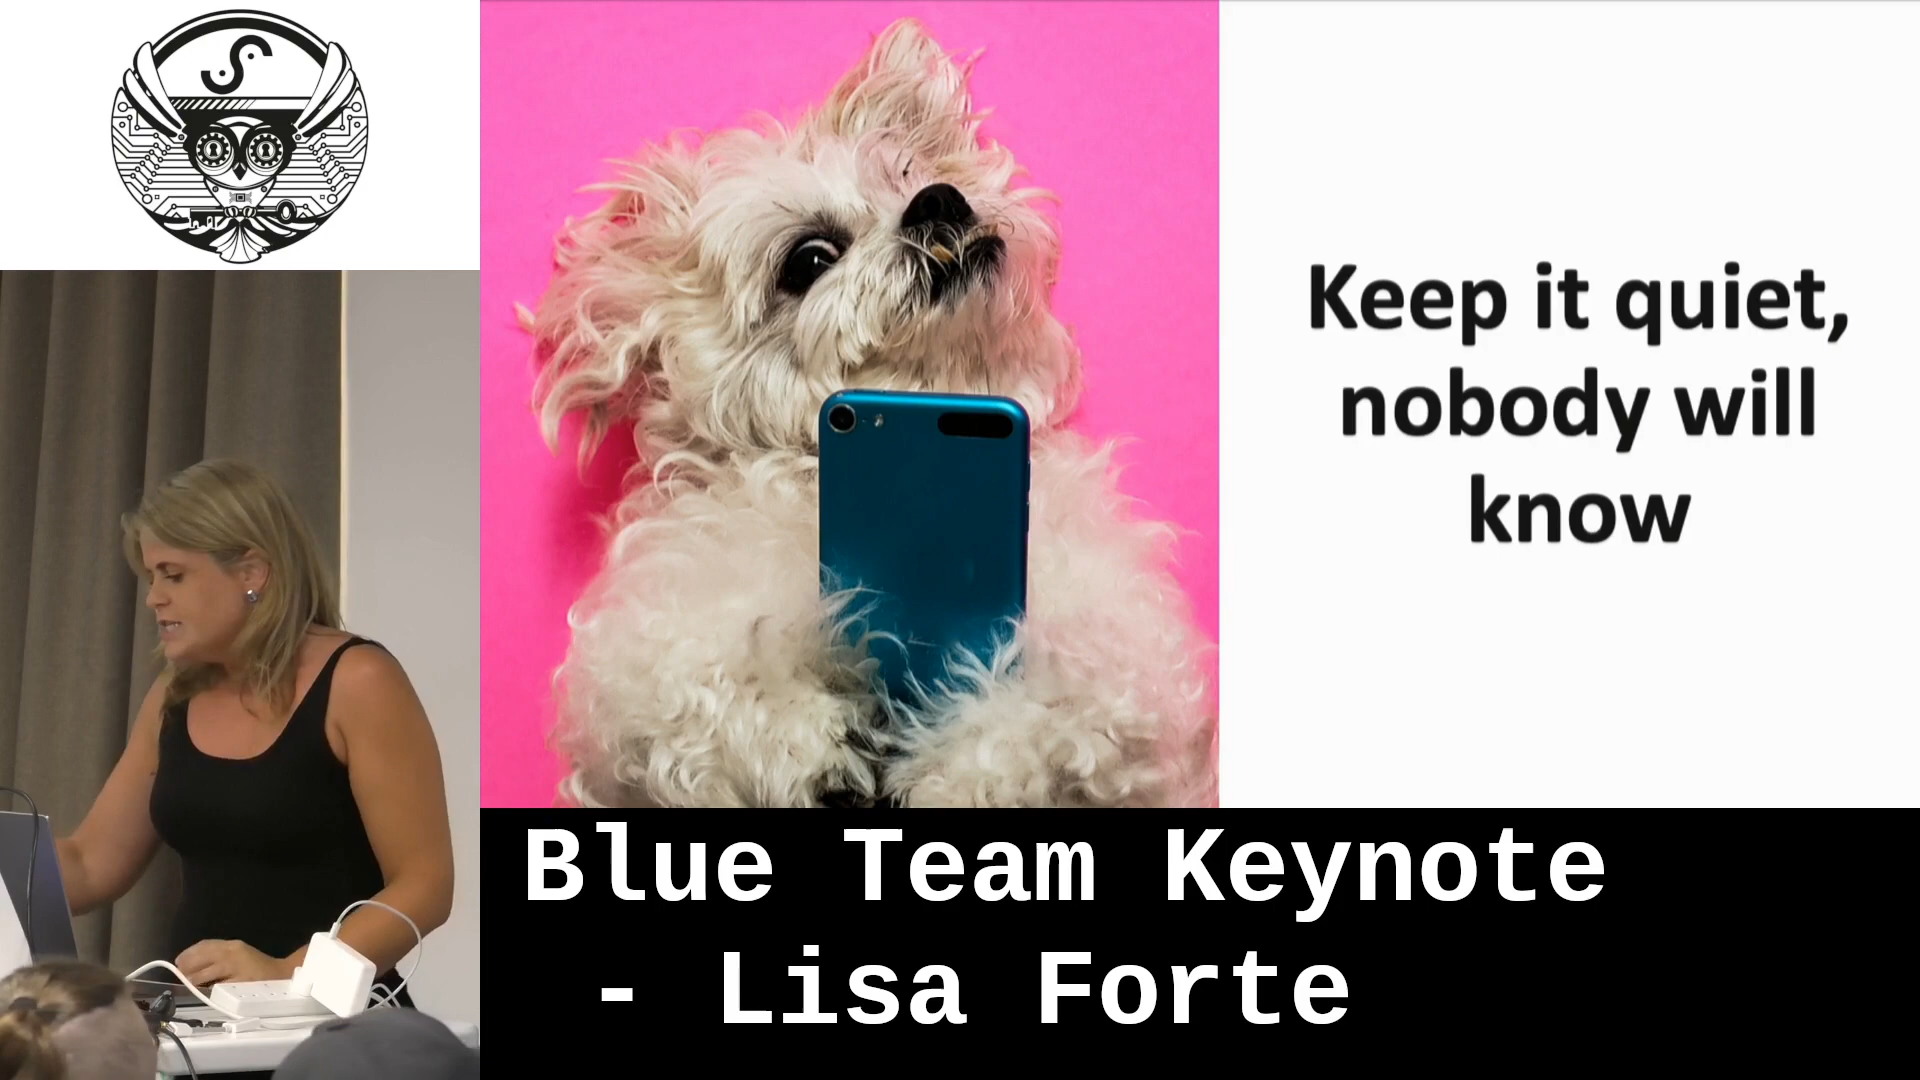 Keep it quiet,
nobody will
know
Blue Team Keynote
- Lisa Forte